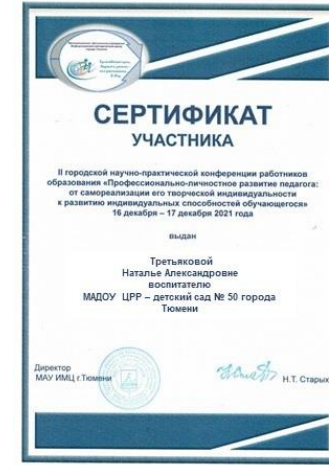 СЕРТИФИКАТ
УЧАСТНИКА
II городской научно-практической конференции работников
образования «Профессионально-личностное развитие педагога:
от самореализации его творческой индивидуальности
к развитию индивидуальных способностей обучающегося»
16 декабря – 17 декабря 2021 года
выдан
Третьяковой
Наталье Александровне
воспитателю
МАДОУ ЦРР – детский сад № 50 города
Тюмени
Директор
МАУ ИМЦ г.Тюмени
Н.Т. Старых